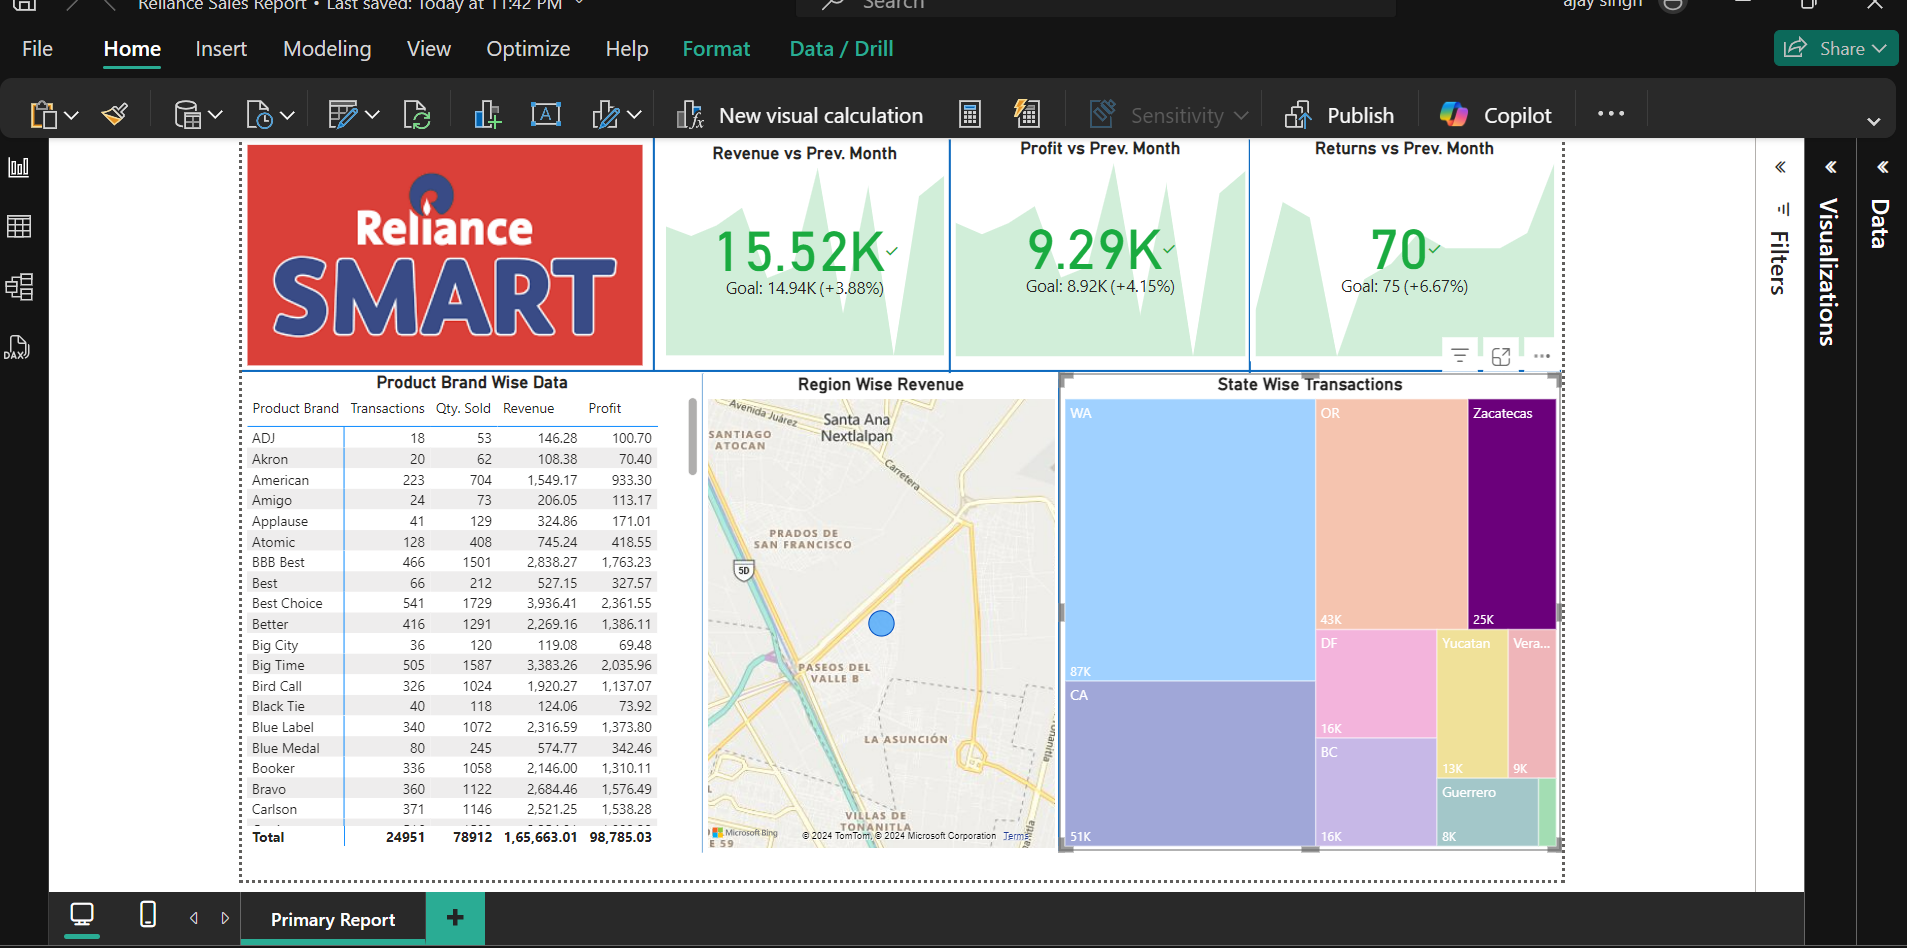 Reliance Sales Report • Last saved: Today at 11:42 PM
Search
ajay singh
File Home Insert Modeling View Optimize Help Format Data / Drill
Share
New visual calculation
Sensitivity
Publish
Copilot
Reliance
SMART
Revenue vs Prev. Month
15.52K
Goal: 14.94K (+3.88%)
Profit vs Prev. Month
9.29K
Goal: 8.92K (+4.15%)
Returns vs Prev. Month
70
Goal: 75 (+6.67%)
Product Brand Wise Data
Product Brand Transactions Qty. Sold Revenue Profit
ADJ 18 53 146.28 100.70
Akron 20 62 108.38 70.40
American 223 704 1,549.17 933.30
Amigo 24 73 206.05 113.17
Applause 41 129 324.86 171.01
Atomic 128 408 745.24 418.55
BBB Best 466 1501 2,838.27 1,763.23
Best 66 212 527.15 327.57
Best Choice 541 1729 3,936.41 2,361.55
Better 416 1291 2,269.16 1,386.11
Big City 36 120 119.08 69.48
Big Time 505 1587 3,383.26 2,035.96
Bird Call 326 1024 1,920.27 1,137.07
Black Tie 40 118 124.06 73.92
Blue Label 340 1072 2,316.59 1,373.80
Blue Medal 80 245 574.77 342.46
Booker 336 1058 2,146.00 1,310.11
Bravo 360 1122 2,684.46 1,576.49
Carlson 371 1146 2,521.25 1,538.28
Total 24951 78912 1,65,663.01 98,785.03
Region Wise Revenue
Avenida Juárez
Santa Ana
Nextlalpan
SANTIAGO
ATOCAN
Carretera
PRADOS DE
SAN FRANCISCO
5D
PASEOS DEL
VALLE B
LA ASUNCIÓN
Tonanitla
VILLAS DE
TONANITLA
Microsoft Bing
© 2024 TomTom, © 2024 Microsoft Corporation Terms
E 59
State Wise Transactions
WA
87K
CA
51K
OR
43K
Zacatecas
25K
DF
16K
BC
16K
Yucatan
13K
Vera...
9K
Guerrero
8K
Filters
Visualizations
Data
DAX
Primary Report